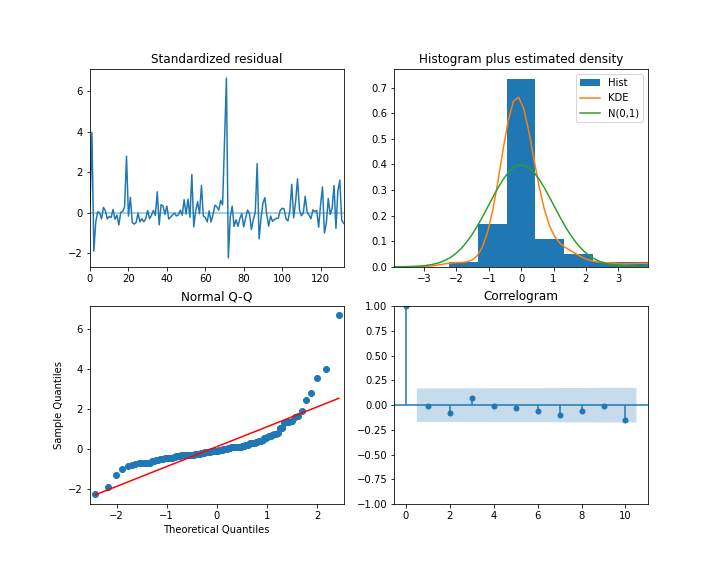 Standardized residual
6
4
2
0
−2
0 20 40 60 80 100 120
Histogram plus estimated density
0.7
0.6
0.5
0.4
0.3
0.2
0.1
0.0
Hist
KDE
N(0,1)
−3 −2 −1 0 1 2 3
Normal Q-Q
Sample Quantiles
6
4
2
0
−2
−2 −1 0 1 2
Theoretical Quantiles
Correlogram
1.00
0.75
0.50
0.25
0.00
−0.25
−0.50
−0.75
−1.00
0 2 4 6 8 10